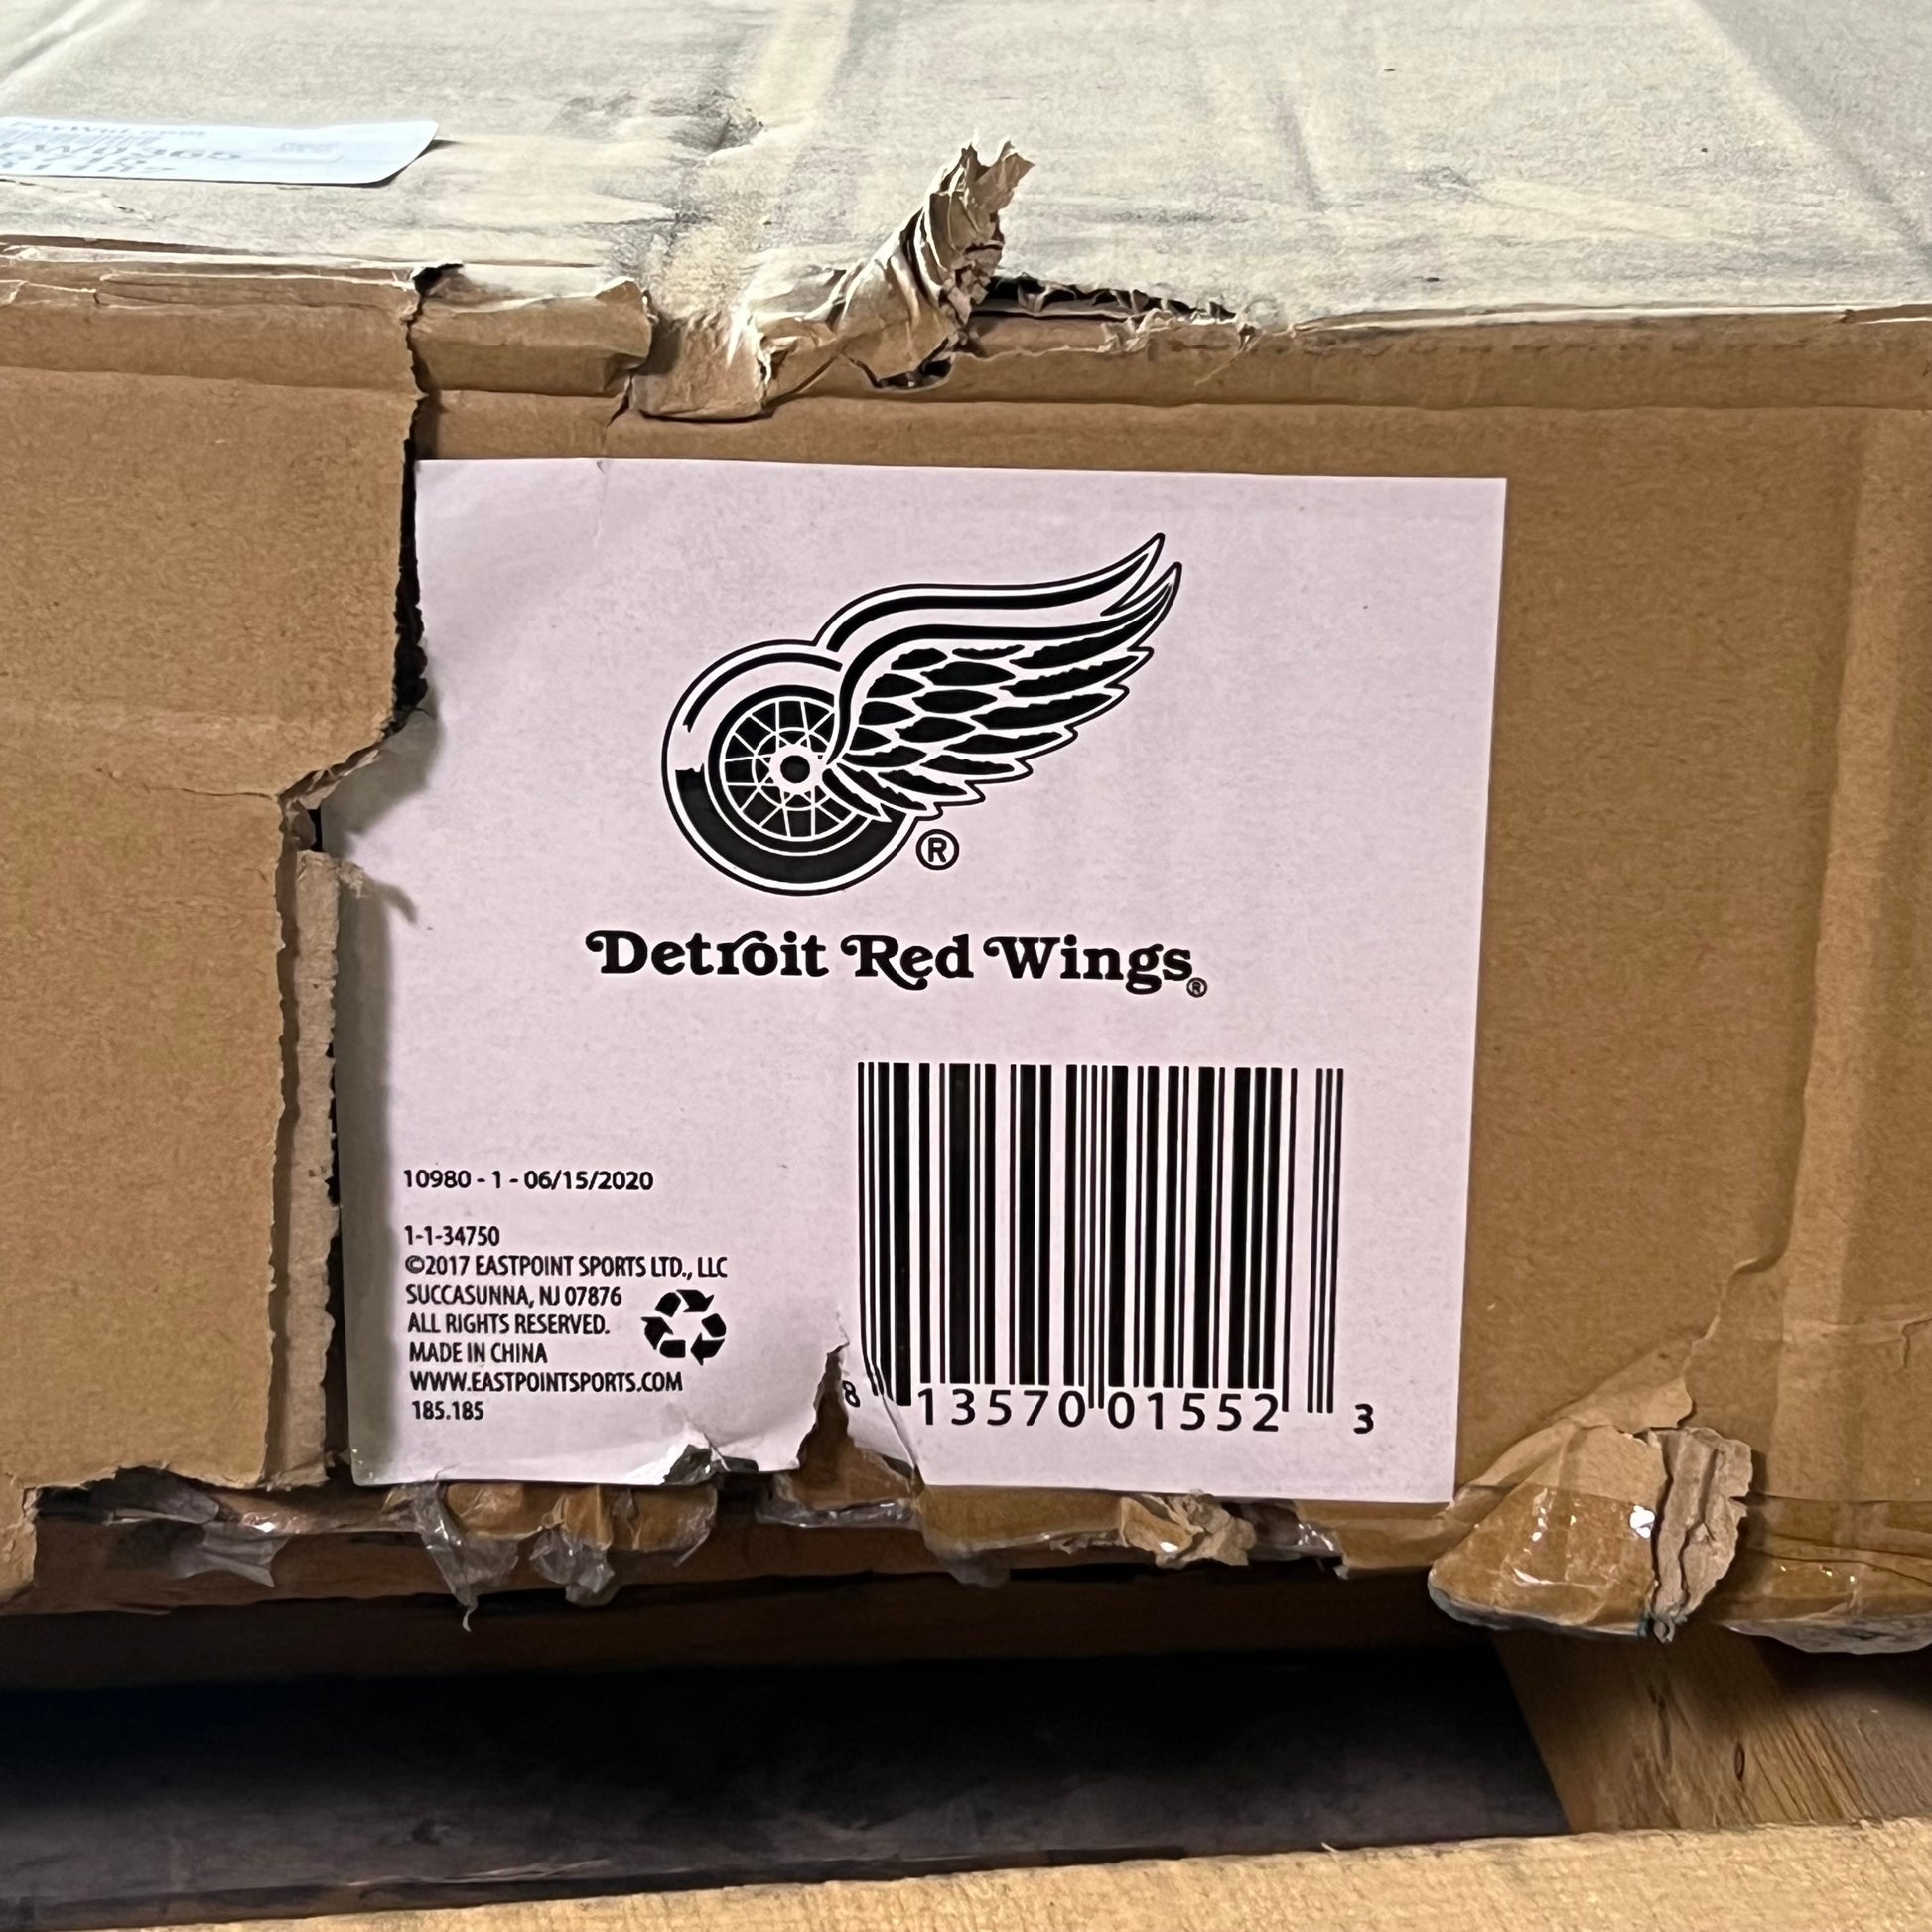 ®
Detroit Red Wings®
10980 - 1 - 06/15/2020
1-1-34750
©2017 EASTPOINT SPORTS LTD., LLC
SUCCASUNNA, NJ 07876
ALL RIGHTS RESERVED.
MADE IN CHINA
WWW.EASTPOINTSPORTS.COM
185.185
8 13570 01552 3